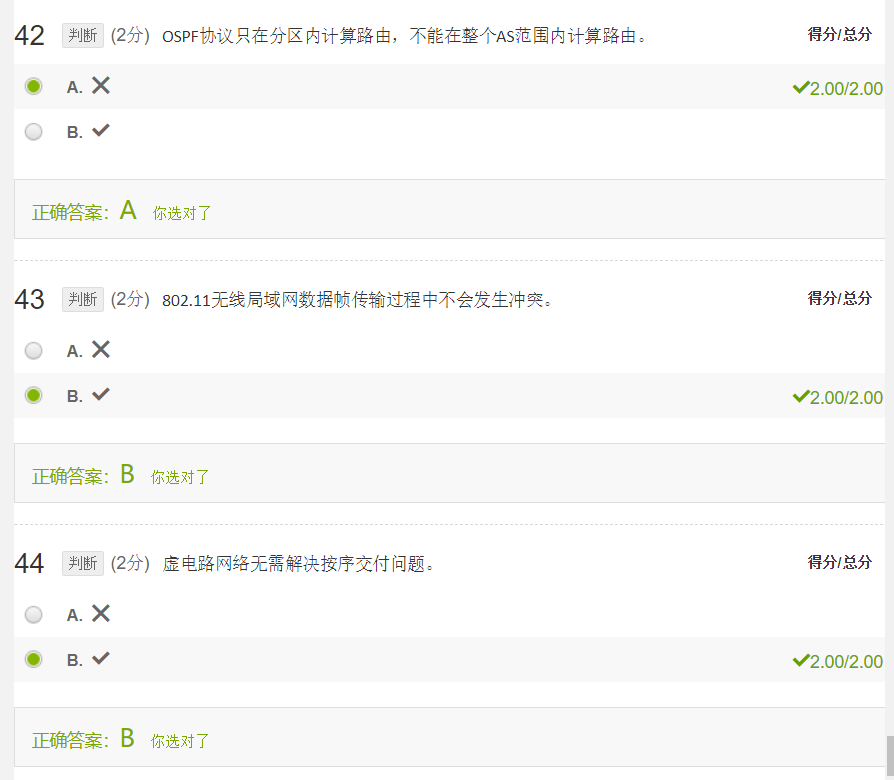 42 判断 (2分) OSPF协议只在分区内计算路由，不能在整个AS范围内计算路由。 得分/总分
A. 2.00/2.00
B.
正确答案：A 你选对了
43 判断 (2分) 802.11无线局域网数据帧传输过程中不会发生冲突。 得分/总分
A.
B. 2.00/2.00
正确答案：B 你选对了
44 判断 (2分) 虚电路网络无需解决按序交付问题。 得分/总分
A.
B. 2.00/2.00
正确答案：B 你选对了